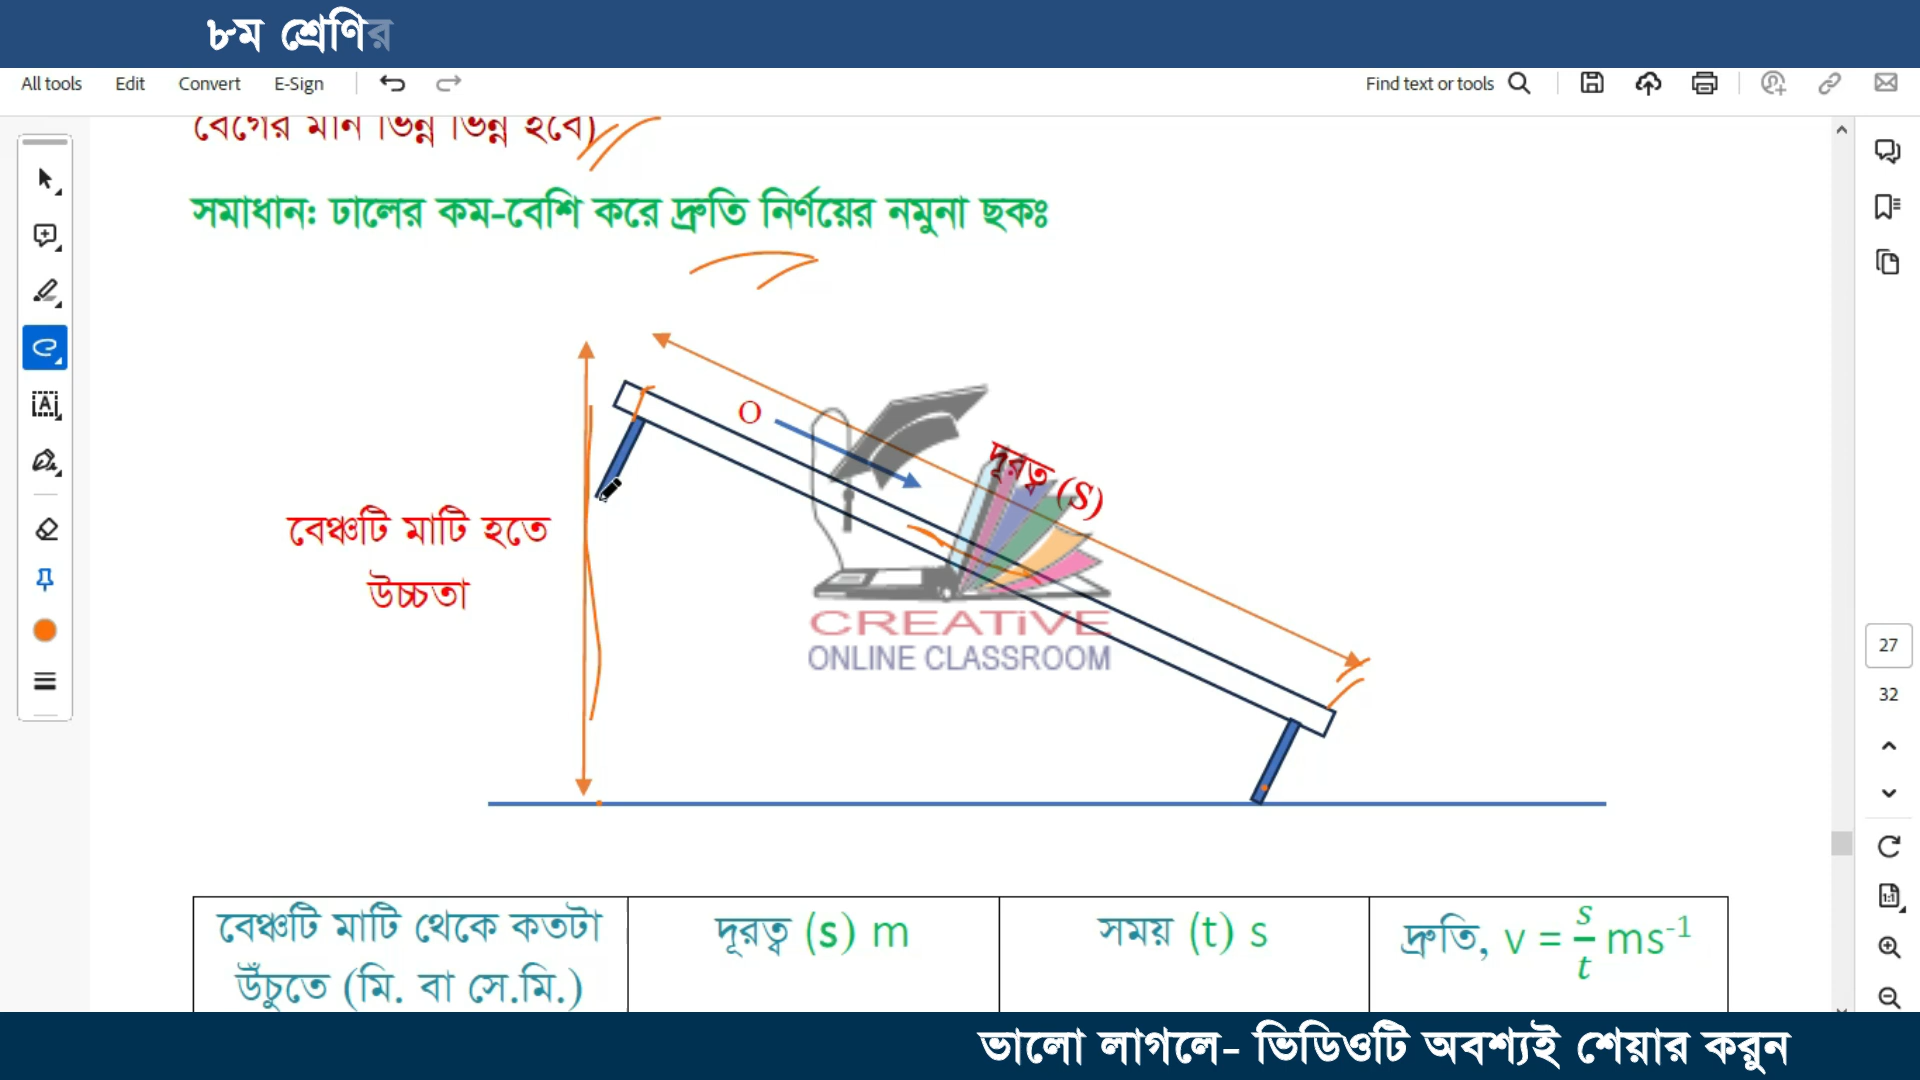 ৮ম শ্রেণির
All tools Edit Convert E-Sign Find text or tools
বেগের মান ভিন্ন ভিন্ন হবে)
সমাধান: ঢালের কম-বেশি করে দ্রুতি নির্ণয়ের নমুনা ছকঃ
O
দূরত্ব (S)
বেঞ্চটি মাটি হতে
উচ্চতা
CREATiVE
ONLINE CLASSROOM
27
32
বেঞ্চটি মাটি থেকে কতটা
উঁচুতে (মি. বা সে.মি.)
দূরত্ব (s) m
সময় (t) s
দ্রুতি, v = s/t ms⁻¹
ভালো লাগলে- ভিডিওটি অবশ্যই শেয়ার করুন